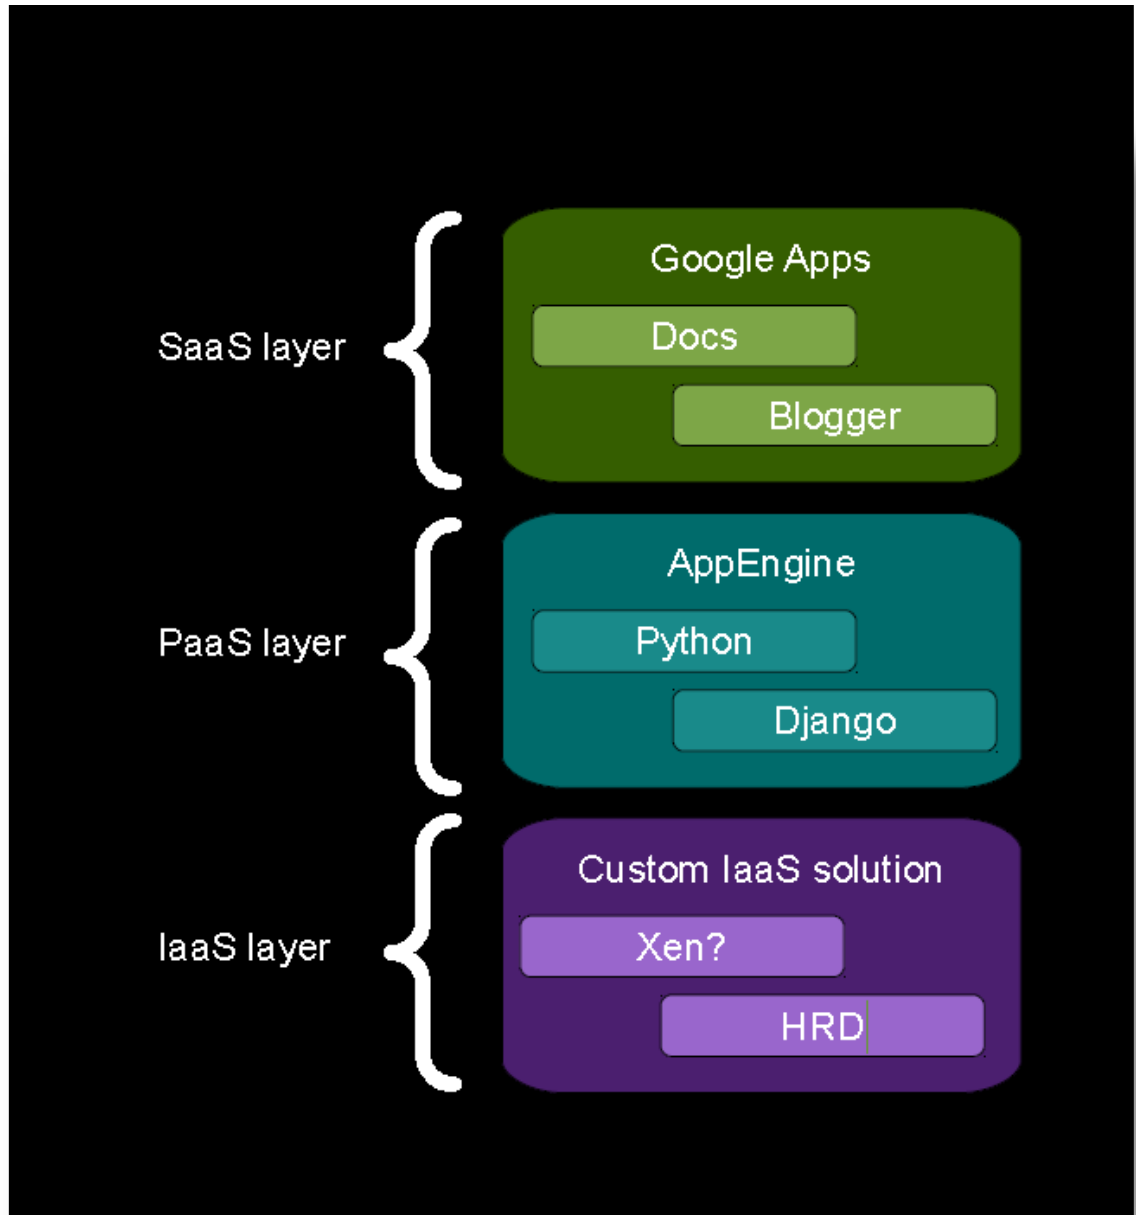 Google Apps
SaaS layer
Docs
Blogger
AppEngine
PaaS layer
Python
Django
Custom IaaS solution
IaaS layer
Xen?
HRD